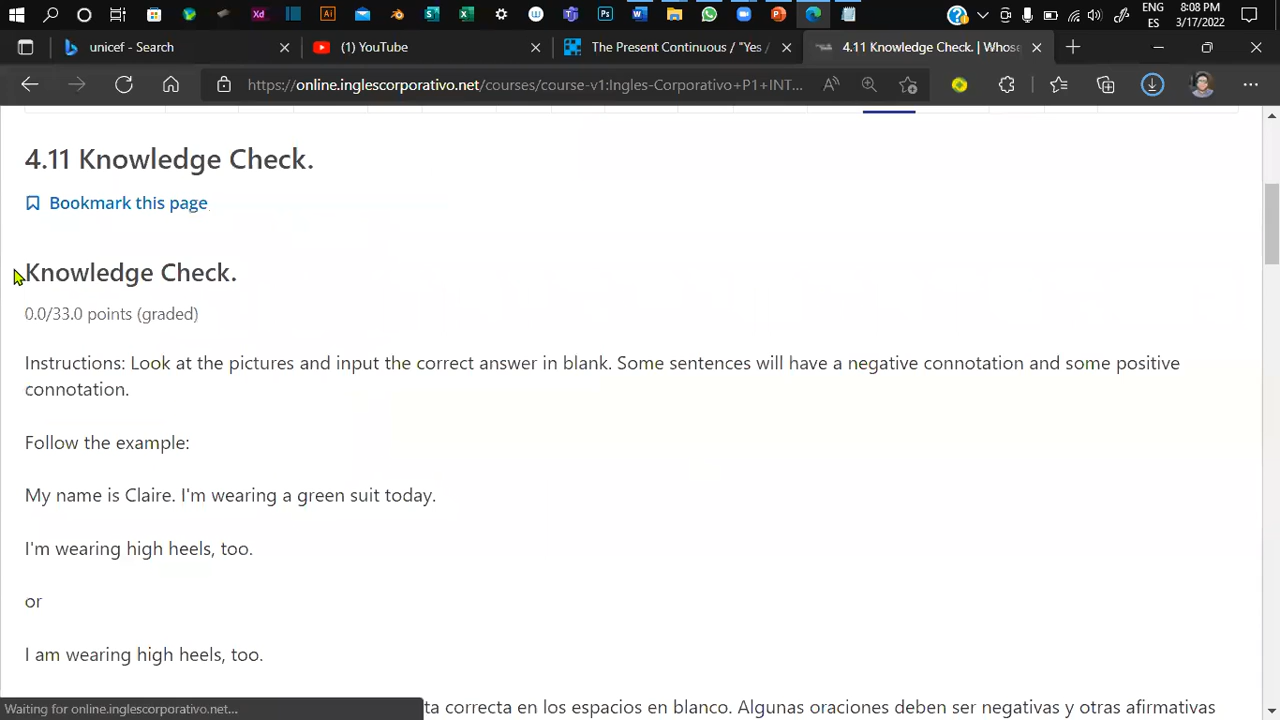 ENG
ES
8:08 PM
3/17/2022
unicef - Search
(1) YouTube
The Present Continuous / "Yes /
4.11 Knowledge Check. | Whose
https://online.inglescorporativo.net/courses/course-v1:Ingles-Corporativo+P1+INT...
4.11 Knowledge Check.
Bookmark this page
Knowledge Check.
0.0/33.0 points (graded)
Instructions: Look at the pictures and input the correct answer in blank. Some sentences will have a negative connotation and some positive
connotation.
Follow the example:
My name is Claire. I'm wearing a green suit today.
I'm wearing high heels, too.
or
I am wearing high heels, too.
ta correcta en los espacios en blanco. Algunas oraciones deben ser negativas y otras afirmativas
Waiting for online.inglescorporativo.net...